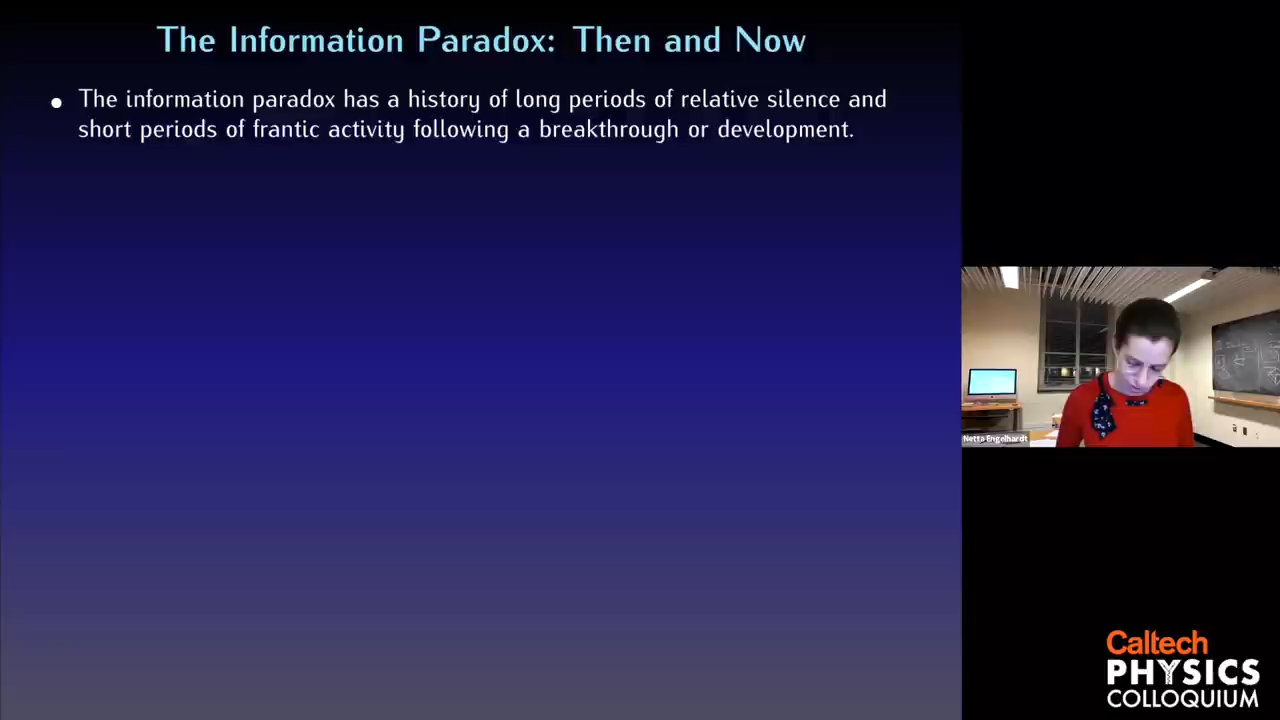 The Information Paradox: Then and Now
• The information paradox has a history of long periods of relative silence and
short periods of frantic activity following a breakthrough or development.
Netta Engelhardt
Caltech
PHYSICS
COLLOQUIUM